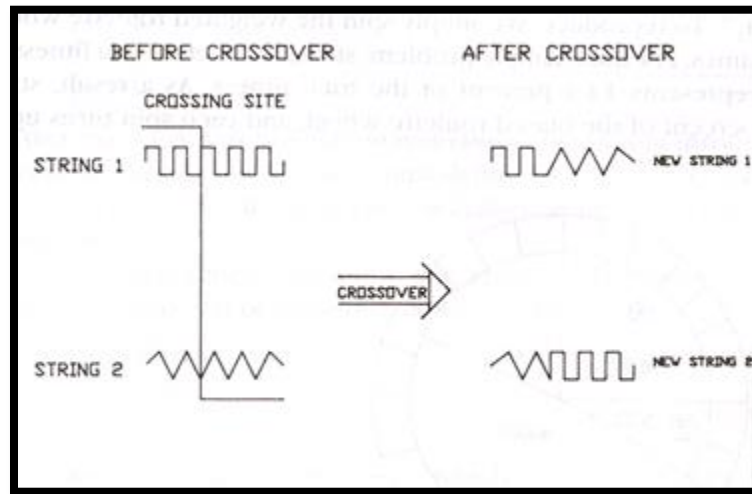 BEFORE CROSSOVER
AFTER CROSSOVER
CROSSING SITE
STRING 1
NEW STRING 1
CROSSOVER
STRING 2
NEW STRING 2